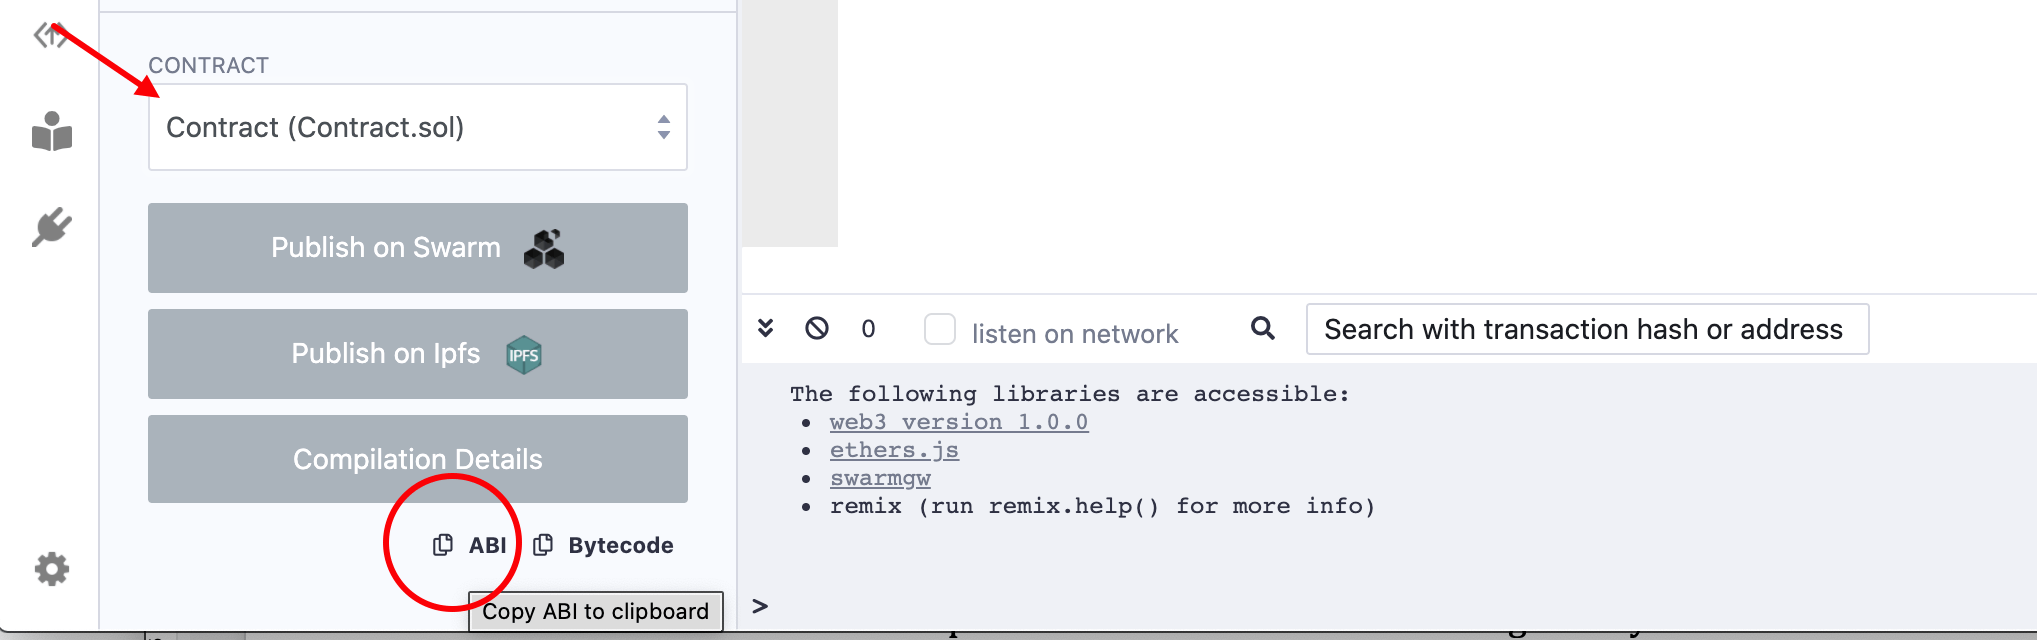 CONTRACT
Contract (Contract.sol)
Publish on Swarm
Publish on Ipfs IPFS
Compilation Details
ABI Bytecode
Copy ABI to clipboard
0 listen on network Search with transaction hash or address
The following libraries are accessible:
• web3 version 1.0.0
• ethers.js
• swarmgw
• remix (run remix.help() for more info)
>